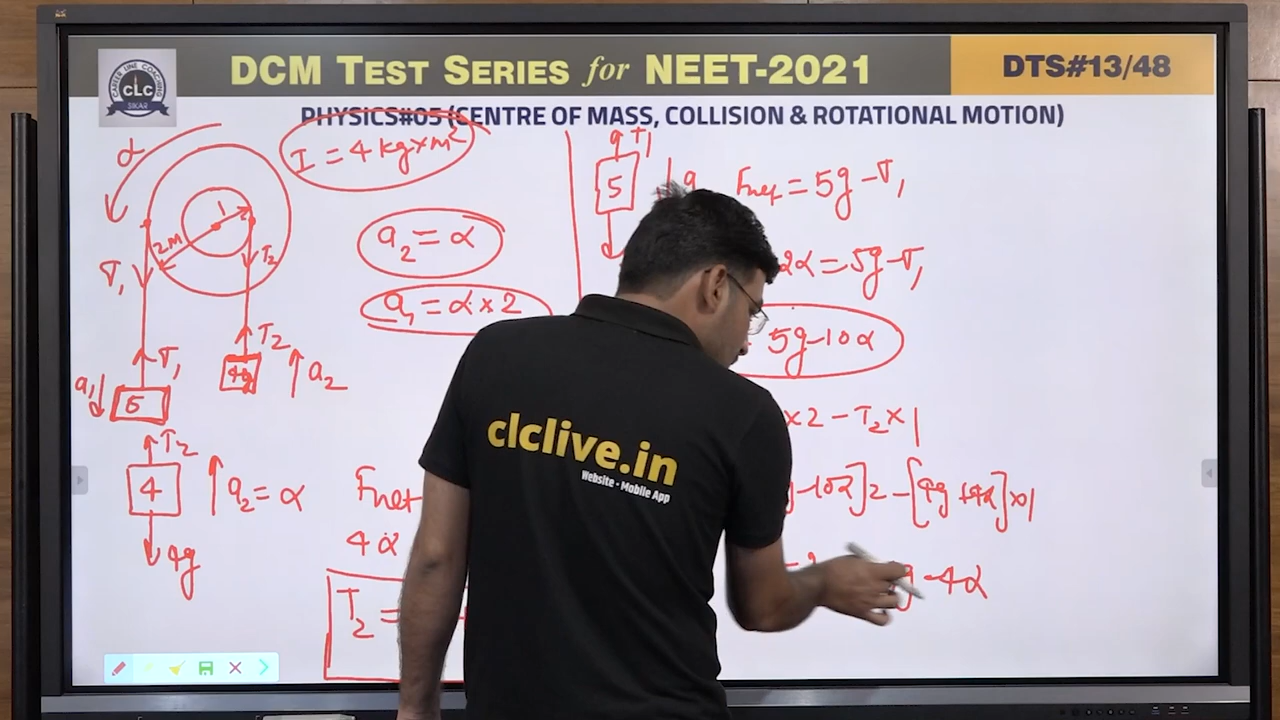 DCM TEST SERIES for NEET-2021
DTS#13/48
CAREER LINE COACHING
CLC
SIKAR
PHYSICS#05 (CENTRE OF MASS, COLLISION & ROTATIONAL MOTION)
α
I = 4 kg×m²
1
2M
T₁
T₂
a₂ = α
a₁ = α×2
T₁
T₂
4g
a₂
a₁
5
T₂
4
a₂ = α
4g
Fnet
4α
T₂ =
T₁
5
Fnet = 5g - T₁
2α = 5g - T₁
5g - 10α
×2 - T₂×1
-10α]2 - [4g + 4α]×1
-4α
clclive.in
Website • Mobile App